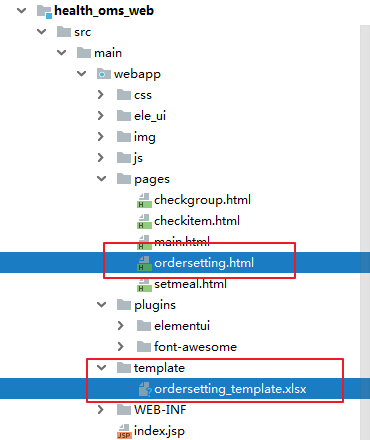 health_oms_web
src
main
webapp
css
ele_ui
img
js
pages
checkgroup.html
checkitem.html
main.html
ordersetting.html
setmeal.html
plugins
elementui
font-awesome
template
ordersetting_template.xlsx
WEB-INF
index.jsp